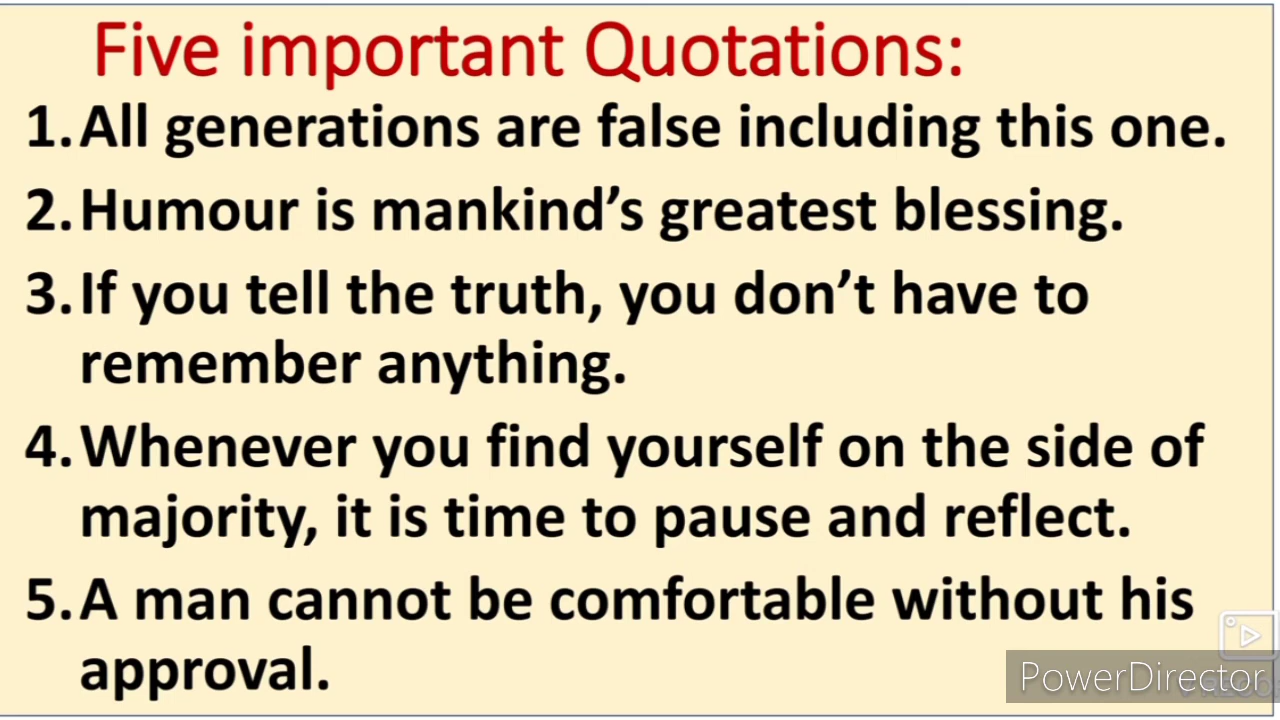 Five important Quotations:
1. All generations are false including this one.
2. Humour is mankind’s greatest blessing.
3. If you tell the truth, you don’t have to
remember anything.
4. Whenever you find yourself on the side of
majority, it is time to pause and reflect.
5. A man cannot be comfortable without his
approval.
PowerDirector